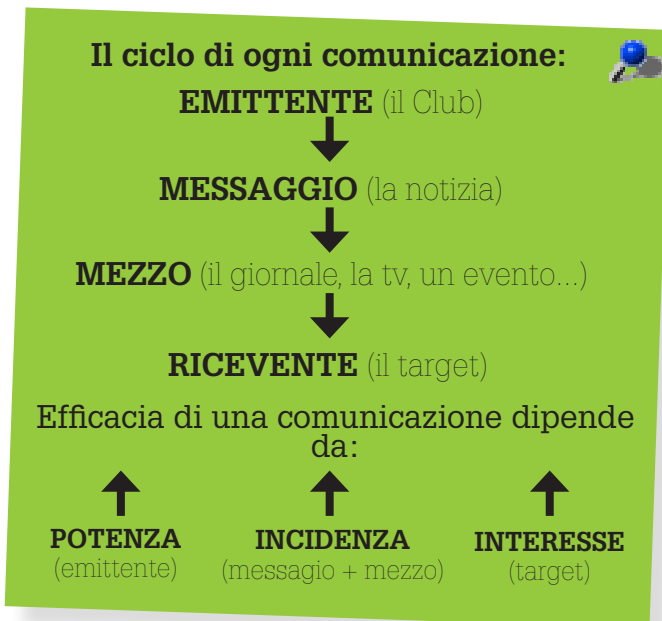 Il ciclo di ogni comunicazione:
EMITTENTE (il Club)
MESSAGGIO (la notizia)
MEZZO (il giornale, la tv, un evento...)
RICEVENTE (il target)
Efficacia di una comunicazione dipende
da:
POTENZA INCIDENZA INTERESSE
(emittente) (messagio + mezzo) (target)